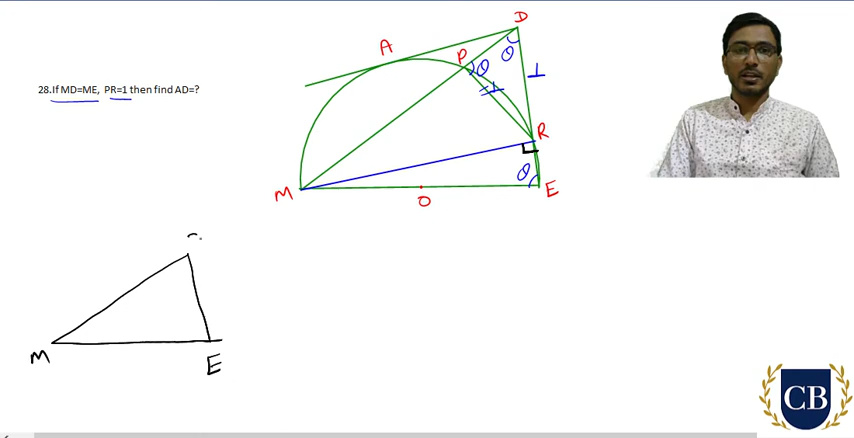 D
A
P
θ
θ
1
1
28.If MD=ME, PR=1 then find AD=?
R
θ
M
O
E
M
E
CB